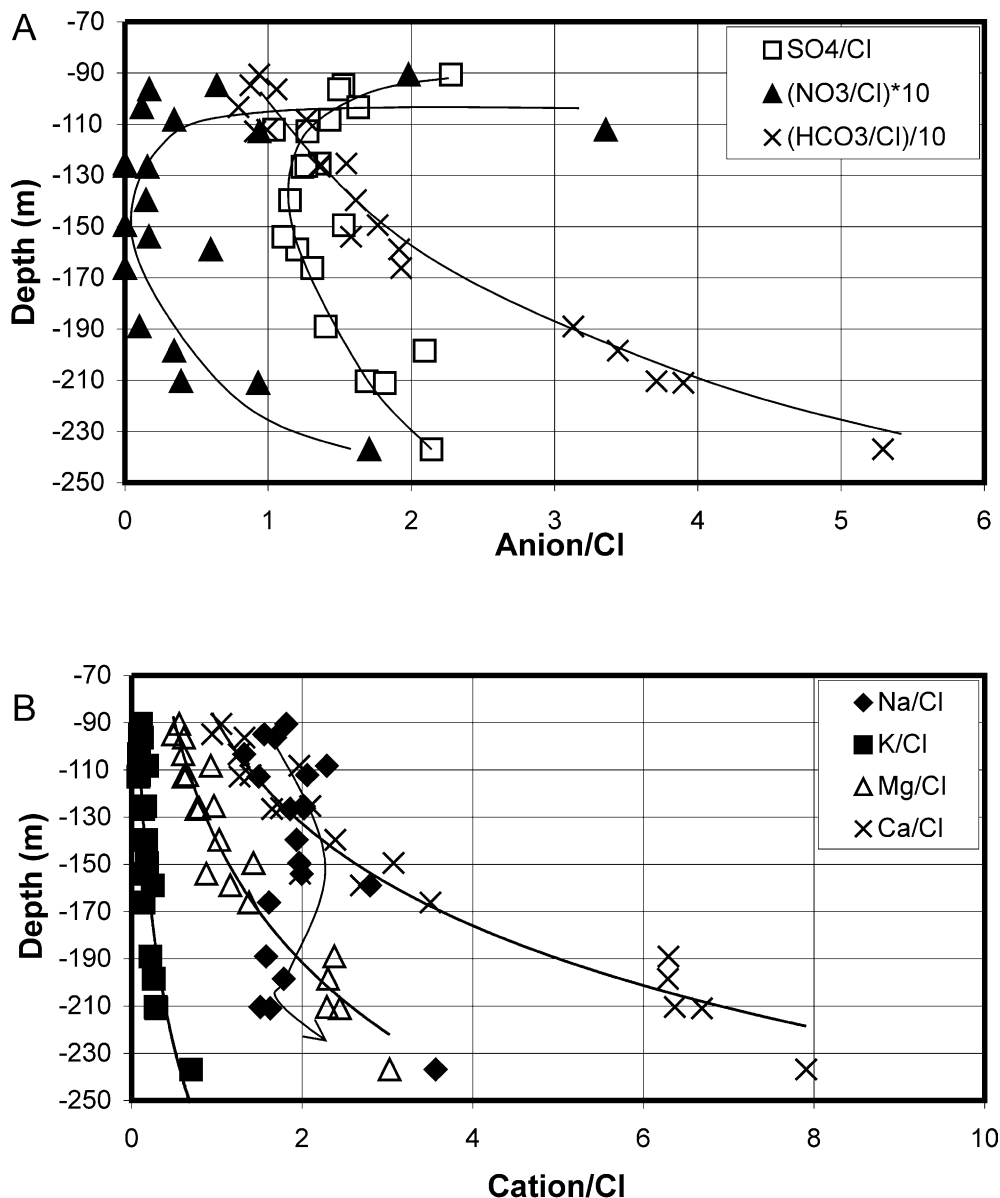 A
-70
-90
-110
-130
-150
-170
-190
-210
-230
-250
Depth (m)
SO4/Cl
(NO3/Cl)*10
(HCO3/Cl)/10
0 1 2 3 4 5 6
Anion/Cl
B
-70
-90
-110
-130
-150
-170
-190
-210
-230
-250
Depth (m)
Na/Cl
K/Cl
Mg/Cl
Ca/Cl
0 2 4 6 8 10
Cation/Cl